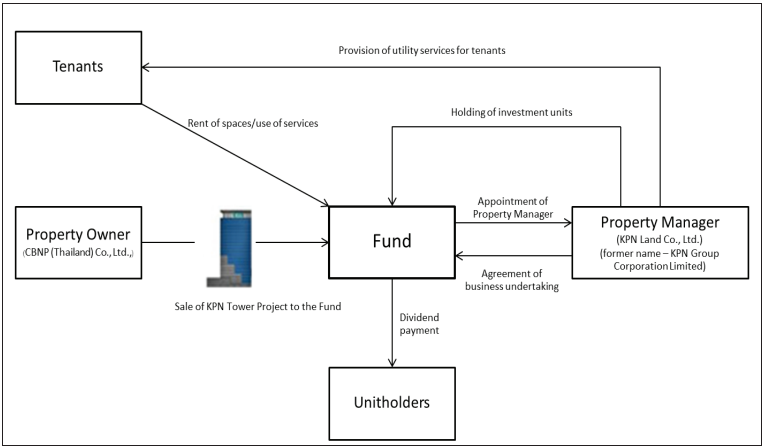 Tenants
Provision of utility services for tenants
Holding of investment units
Rent of spaces/use of services
Property Owner
(CBNP (Thailand) Co., Ltd.,)
Sale of KPN Tower Project to the Fund
Fund
Appointment of
Property Manager
Agreement of
business undertaking
Property Manager
(KPN Land Co., Ltd.)
(former name – KPN Group
Corporation Limited)
Dividend
payment
Unitholders